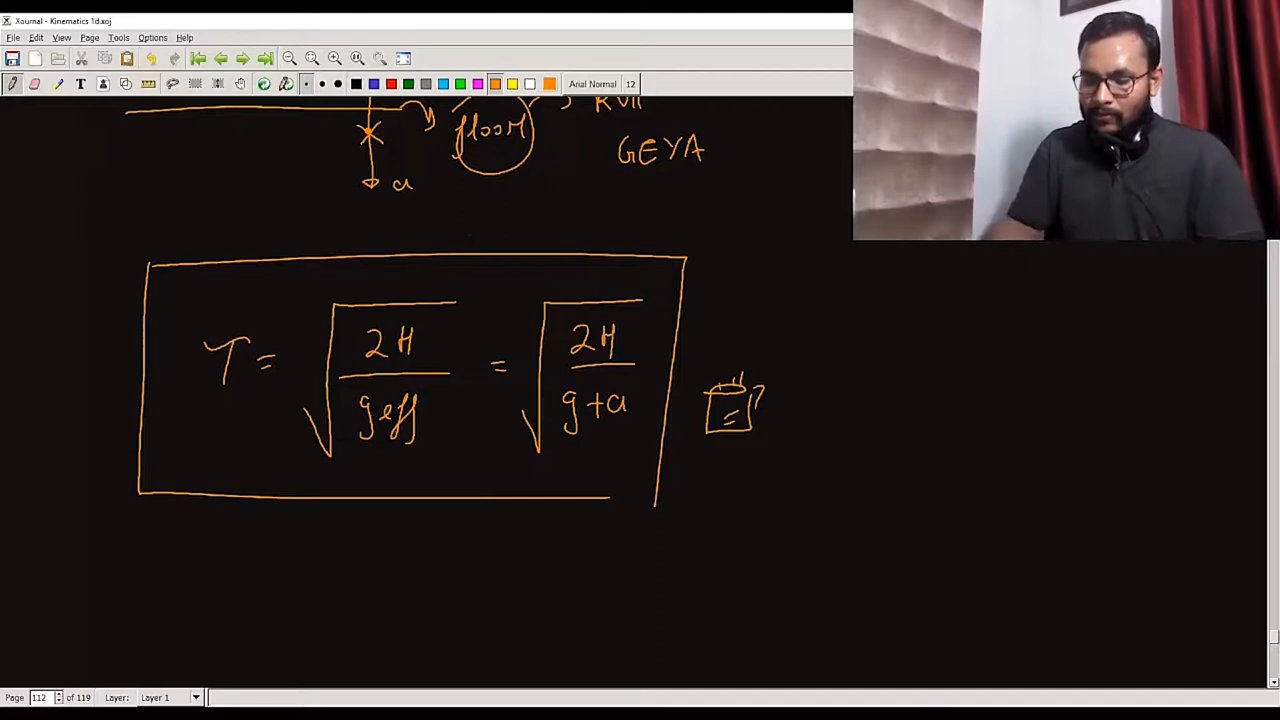 Xournal - Kinematics 1d.xoj
File Edit View Page Tools Options Help
T Arial Normal 12
floor
GEYA
a
T = √(2H/geff) = √(2H/(g+a))
Page 112 of 119 Layer: Layer 1